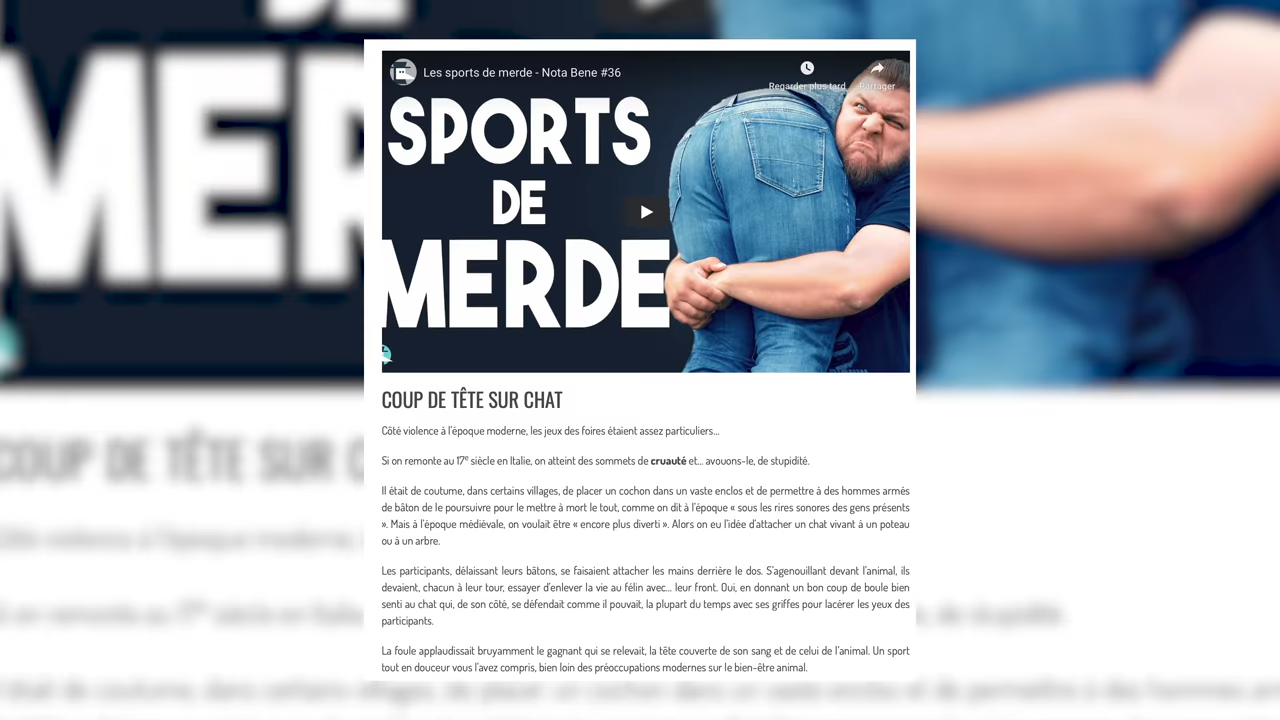 Les sports de merde - Nota Bene #36
Regarder plus tard
Partager
SPORTS
DE
MERDE
COUP DE TÊTE SUR CHAT
Côté violence à l'époque moderne, les jeux des foires étaient assez particuliers...
Si on remonte au 17e siècle en Italie, on atteint des sommets de cruauté et... avouons-le, de stupidité.
Il était de coutume, dans certains villages, de placer un cochon dans un vaste enclos et de permettre à des hommes armés
de bâton de le poursuivre pour le mettre à mort le tout, comme on dit à l'époque « sous les rires sonores des gens présents
». Mais à l'époque médiévale, on voulait être « encore plus diverti ». Alors on eu l'idée d'attacher un chat vivant à un poteau
ou à un arbre.
Les participants, délaissant leurs bâtons, se faisaient attacher les mains derrière le dos. S'agenouillant devant l'animal, ils
devaient, chacun à leur tour, essayer d'enlever la vie au félin avec... leur front. Oui, en donnant un bon coup de boule bien
senti au chat qui, de son côté, se défendait comme il pouvait, la plupart du temps avec ses griffes pour lacérer les yeux des
participants.
La foule applaudissait bruyamment le gagnant qui se relevait, la tête couverte de son sang et de celui de l'animal. Un sport
tout en douceur vous l'avez compris, bien loin des préoccupations modernes sur le bien-être animal.